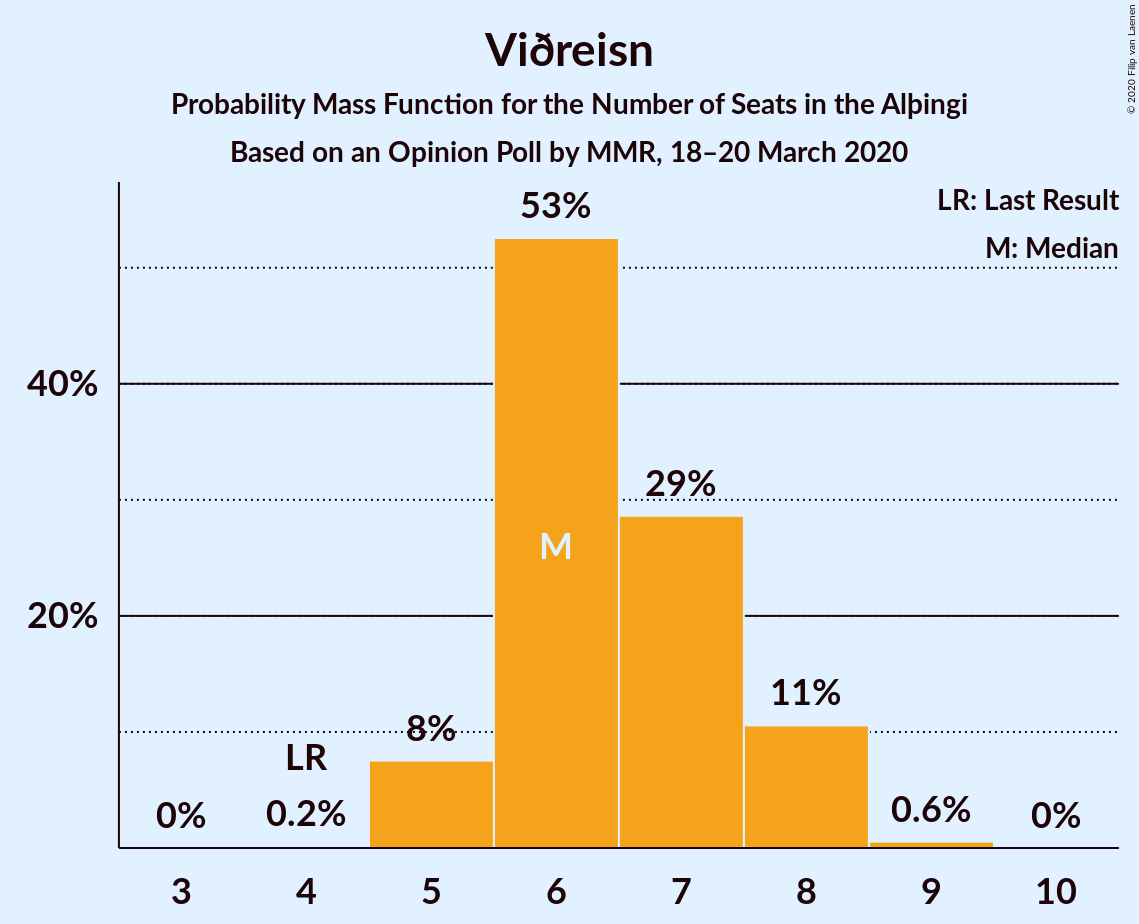 Viðreisn
Probability Mass Function for the Number of Seats in the Alþingi
Based on an Opinion Poll by MMR, 18–20 March 2020
© 2020 Filip van Laenen
LR: Last Result
M: Median
53%
40%
29%
M
20%
11%
8%
LR
0%
0.2%
0.6%
0%
3
4
5
6
7
8
9
10